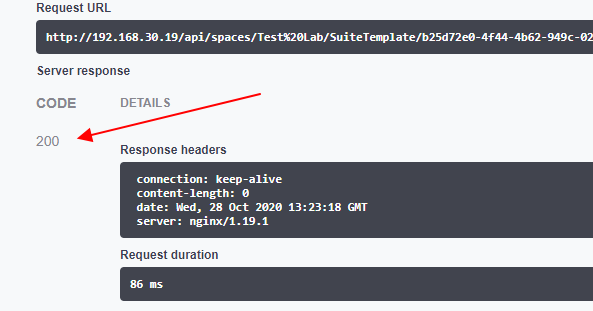 Request URL
http://192.168.30.19/api/spaces/Test%20Lab/SuiteTemplate/b25d72e0-4f44-4b62-949c-02
Server response
CODE DETAILS
200
Response headers
connection: keep-alive
content-length: 0
date: Wed, 28 Oct 2020 13:23:18 GMT
server: nginx/1.19.1
Request duration
86 ms